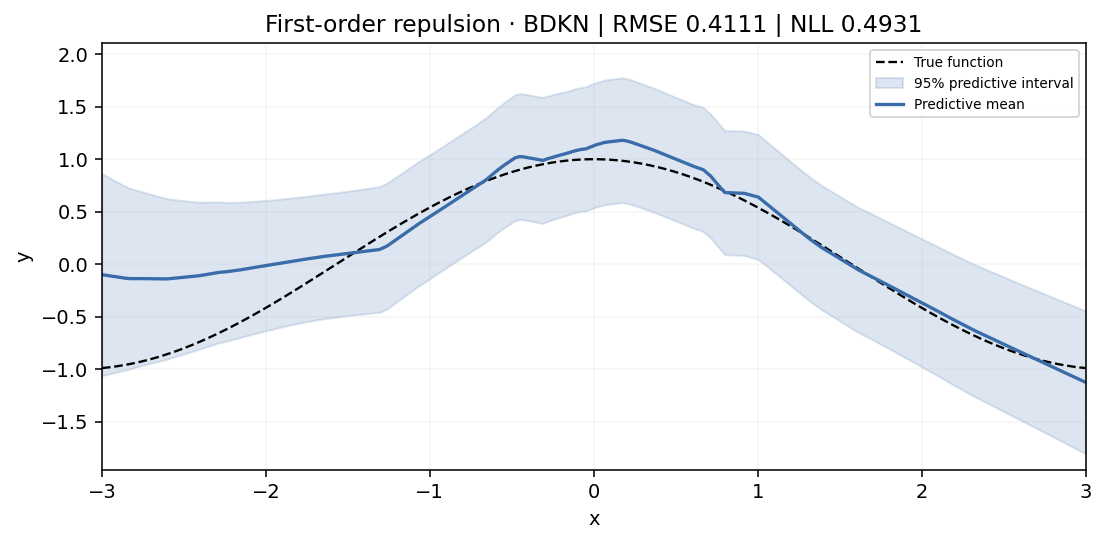 First-order repulsion · BDKN | RMSE 0.4111 | NLL 0.4931
True function
95% predictive interval
Predictive mean
2.0
1.5
1.0
0.5
0.0
−0.5
−1.0
−1.5
y
−3
−2
−1
0
1
2
3
x